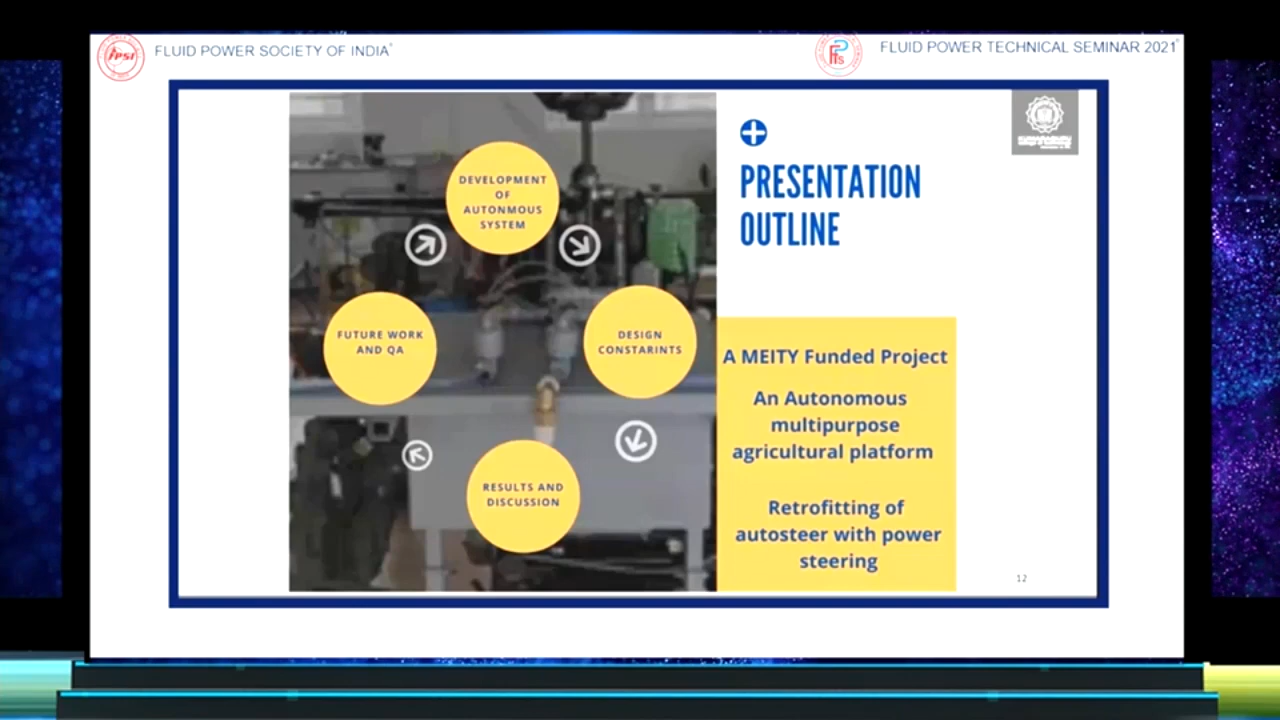 FPSI
FLUID POWER SOCIETY OF INDIA
FLUID POWER TECHNICAL SEMINAR 2021
PRESENTATION
OUTLINE
DEVELOPMENT
OF
AUTONMOUS
SYSTEM
DESIGN
CONSTARINTS
RESULTS AND
DISCUSSION
FUTURE WORK
AND QA
A MEITY Funded Project
An Autonomous
multipurpose
agricultural platform
Retrofitting of
autosteer with power
steering
12